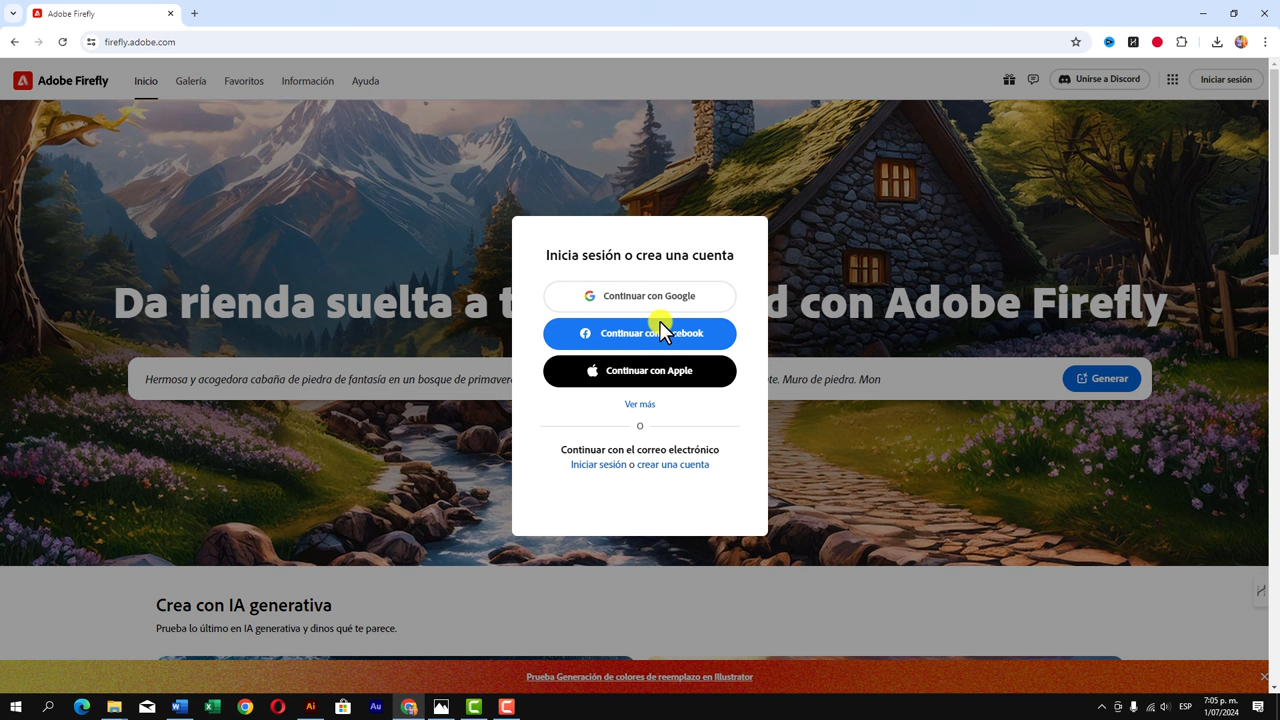 Adobe Firefly
firefly.adobe.com
Adobe Firefly
Inicio
Galería
Favoritos
Información
Ayuda
Unirse a Discord
Iniciar sesión
Inicia sesión o crea una cuenta
Continuar con Google
Da rienda suelta a t d con Adobe Firefly
Continuar con ebook
Hermosa y acogedora cabaña de piedra de fantasía en un bosque de primavera te. Muro de piedra. Mon
Generar
Continuar con Apple
Ver más
O
Continuar con el correo electrónico
Iniciar sesión o crear una cuenta
Crea con IA generativa
Prueba lo último en IA generativa y dinos qué te parece.
Prueba Generación de colores de reemplazo en Illustrator
ESP
7:05 p. m.
1/07/2024